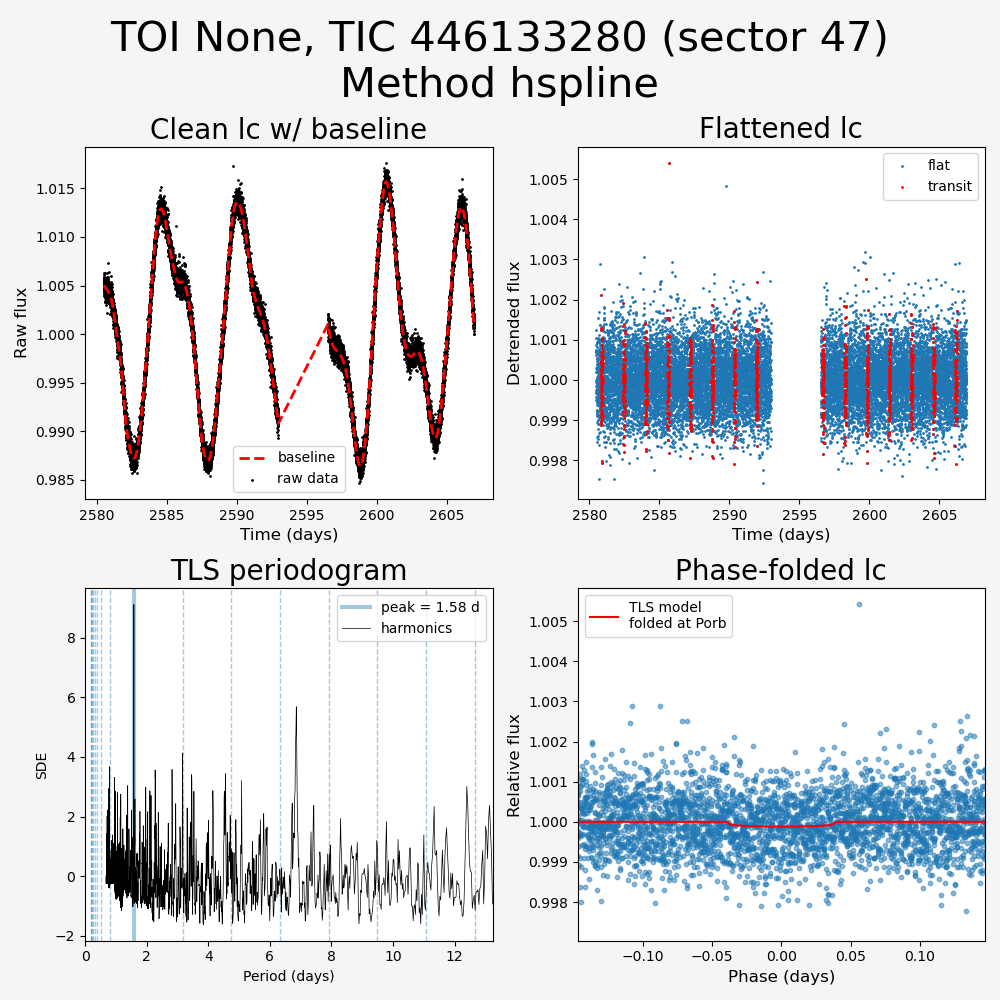 TOI None, TIC 446133280 (sector 47)
Method hspline
Clean lc w/ baseline
Raw flux
1.015
1.010
1.005
1.000
0.995
0.990
0.985
baseline
raw data
2580
2585
2590
2595
2600
2605
Time (days)
Flattened lc
Detrended flux
1.005
1.004
1.003
1.002
1.001
1.000
0.999
0.998
flat
transit
2580
2585
2590
2595
2600
2605
Time (days)
TLS periodogram
SDE
8
6
4
2
0
−2
peak = 1.58 d
harmonics
0
2
4
6
8
10
12
Period (days)
Phase-folded lc
Relative flux
1.005
1.004
1.003
1.002
1.001
1.000
0.999
0.998
TLS model
folded at Porb
−0.10
−0.05
0.00
0.05
0.10
Phase (days)